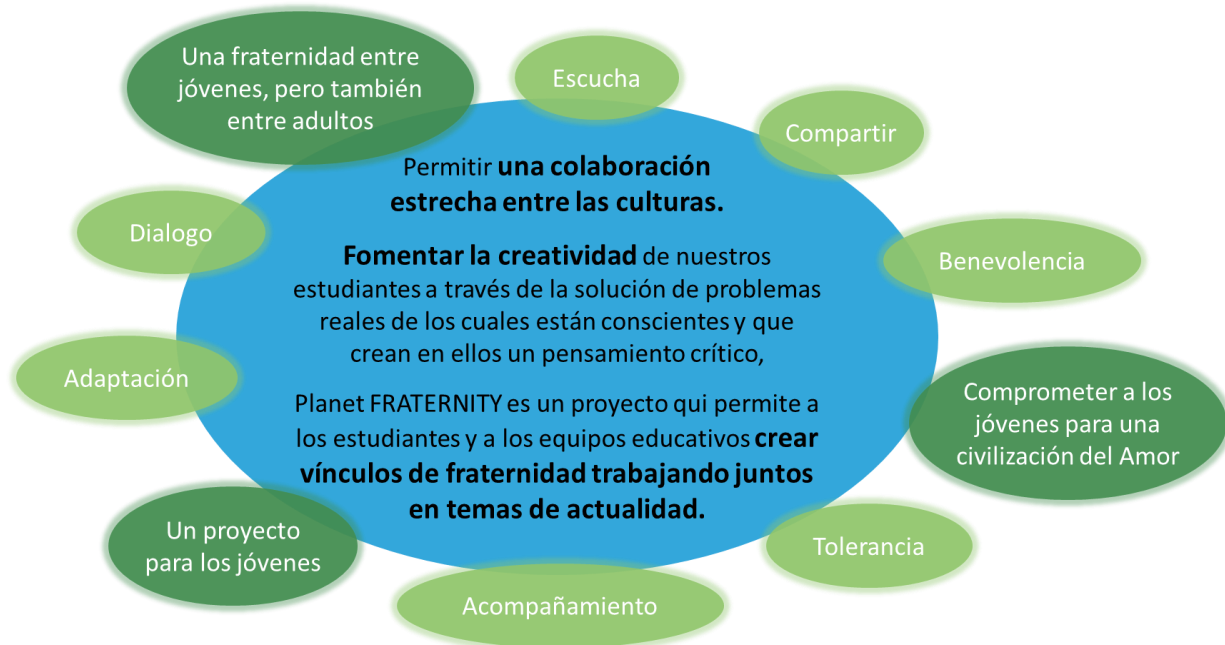 Una fraternidad entre
jóvenes, pero también
entre adultos
Escucha
Compartir
Dialogo
Benevolencia
Adaptación
Permitir una colaboración
estrecha entre las culturas.
Fomentar la creatividad de nuestros
estudiantes a través de la solución de problemas
reales de los cuales están conscientes y que
crean en ellos un pensamiento crítico,
Planet FRATERNITY es un proyecto qui permite a
los estudiantes y a los equipos educativos crear
vínculos de fraternidad trabajando juntos
en temas de actualidad.
Comprometer a los
jóvenes para una
civilización del Amor
Un proyecto
para los jóvenes
Tolerancia
Acompañamiento